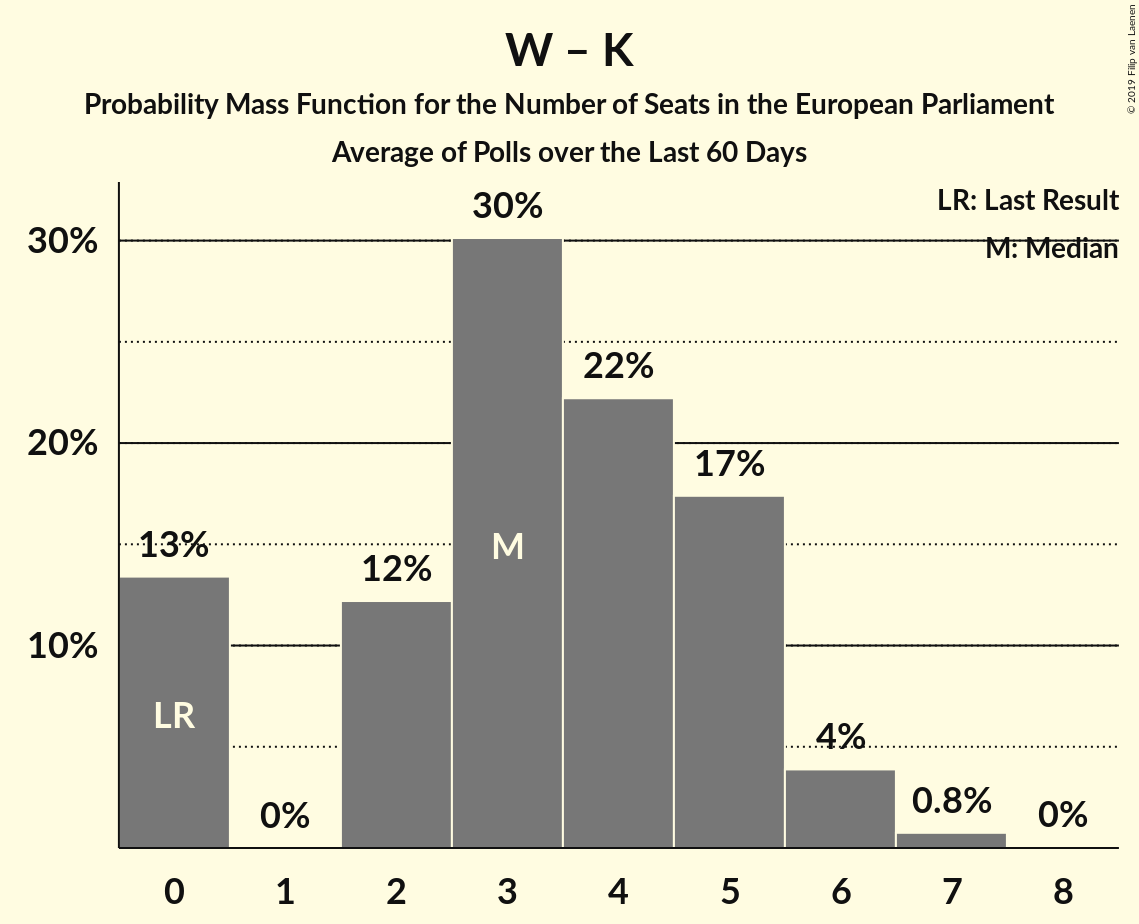 W – K
Probability Mass Function for the Number of Seats in the European Parliament
Average of Polls over the Last 60 Days
© 2019 Filip van Laenen
LR: Last Result
M: Median
30%
20%
10%
13%
0%
12%
30%
22%
17%
4%
0.8%
0%
LR
M
0 1 2 3 4 5 6 7 8